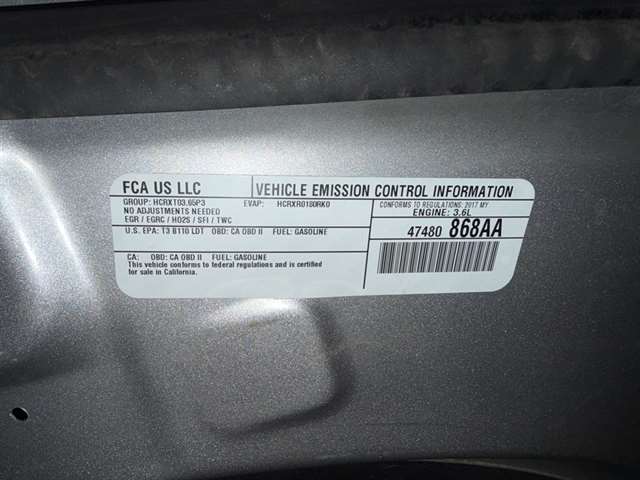 FCA US LLC
VEHICLE EMISSION CONTROL INFORMATION
GROUP: HCRXT03.65P3 EVAP: HCRXR0180RK0
NO ADJUSTMENTS NEEDED
EGR / EGRC / HO2S / SFI / TWC
CONFORMS TO REGULATIONS: 2017 MY
ENGINE: 3.6L
U.S. EPA: T3 B110 LDT OBD: CA OBD II FUEL: GASOLINE
47480 868AA
CA: OBD: CA OBD II FUEL: GASOLINE
This vehicle conforms to federal regulations and is certified
for sale in California.